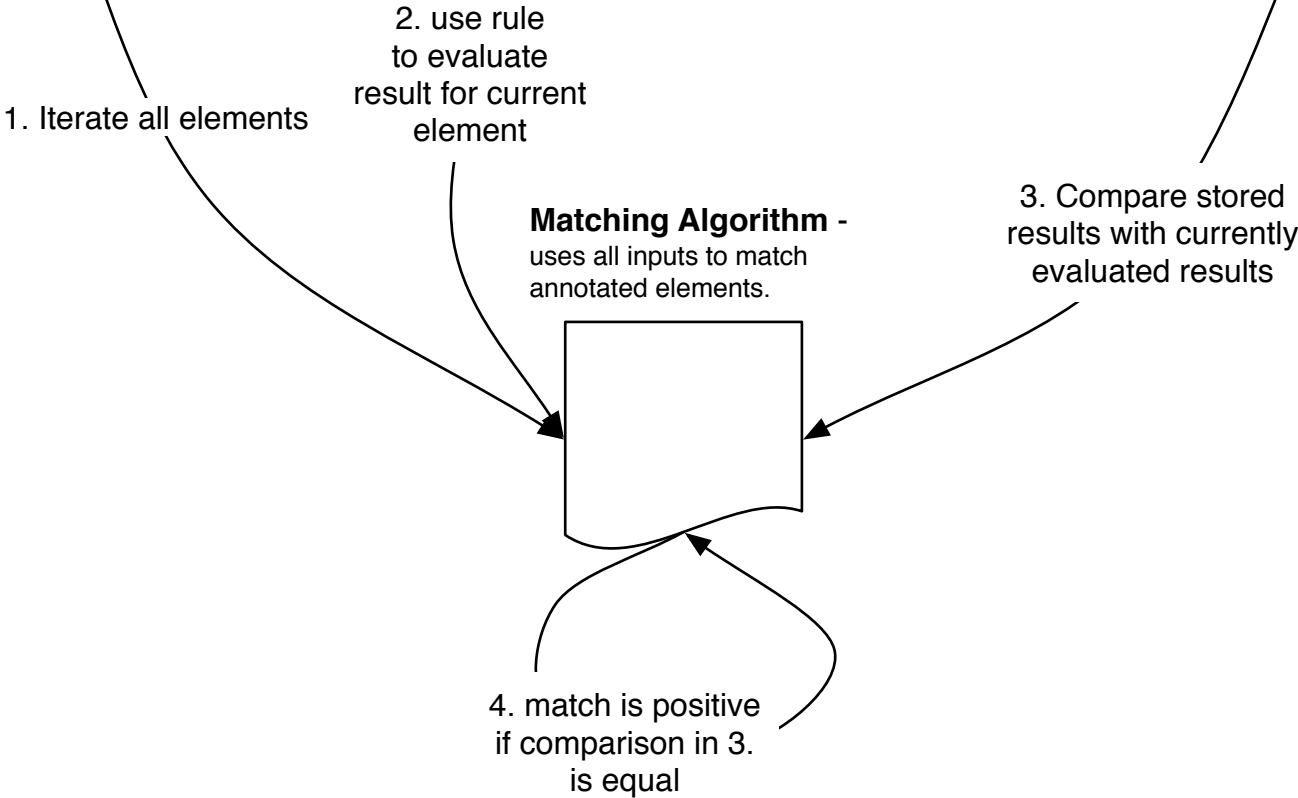 1. Iterate all elements
2. use rule
to evaluate
result for current
element
Matching Algorithm -
uses all inputs to match
annotated elements.
3. Compare stored
results with currently
evaluated results
4. match is positive
if comparison in 3.
is equal